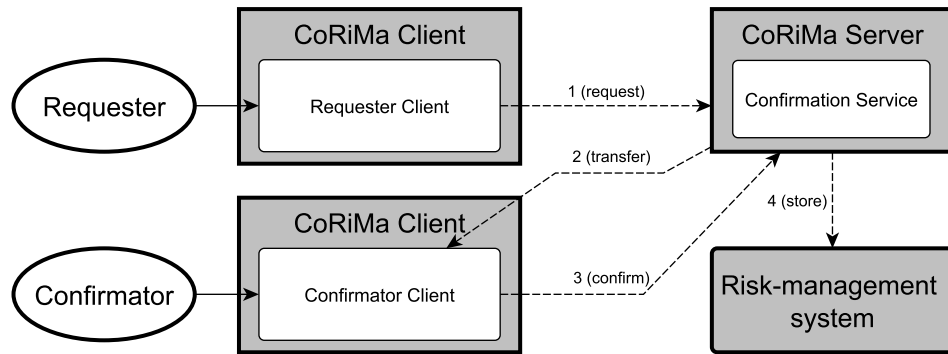 CoRiMa Client
Requester
Requester Client
1 (request)
CoRiMa Server
Confirmation Service
2 (transfer)
CoRiMa Client
4 (store)
Confirmator
Confirmator Client
3 (confirm)
Risk-management
system